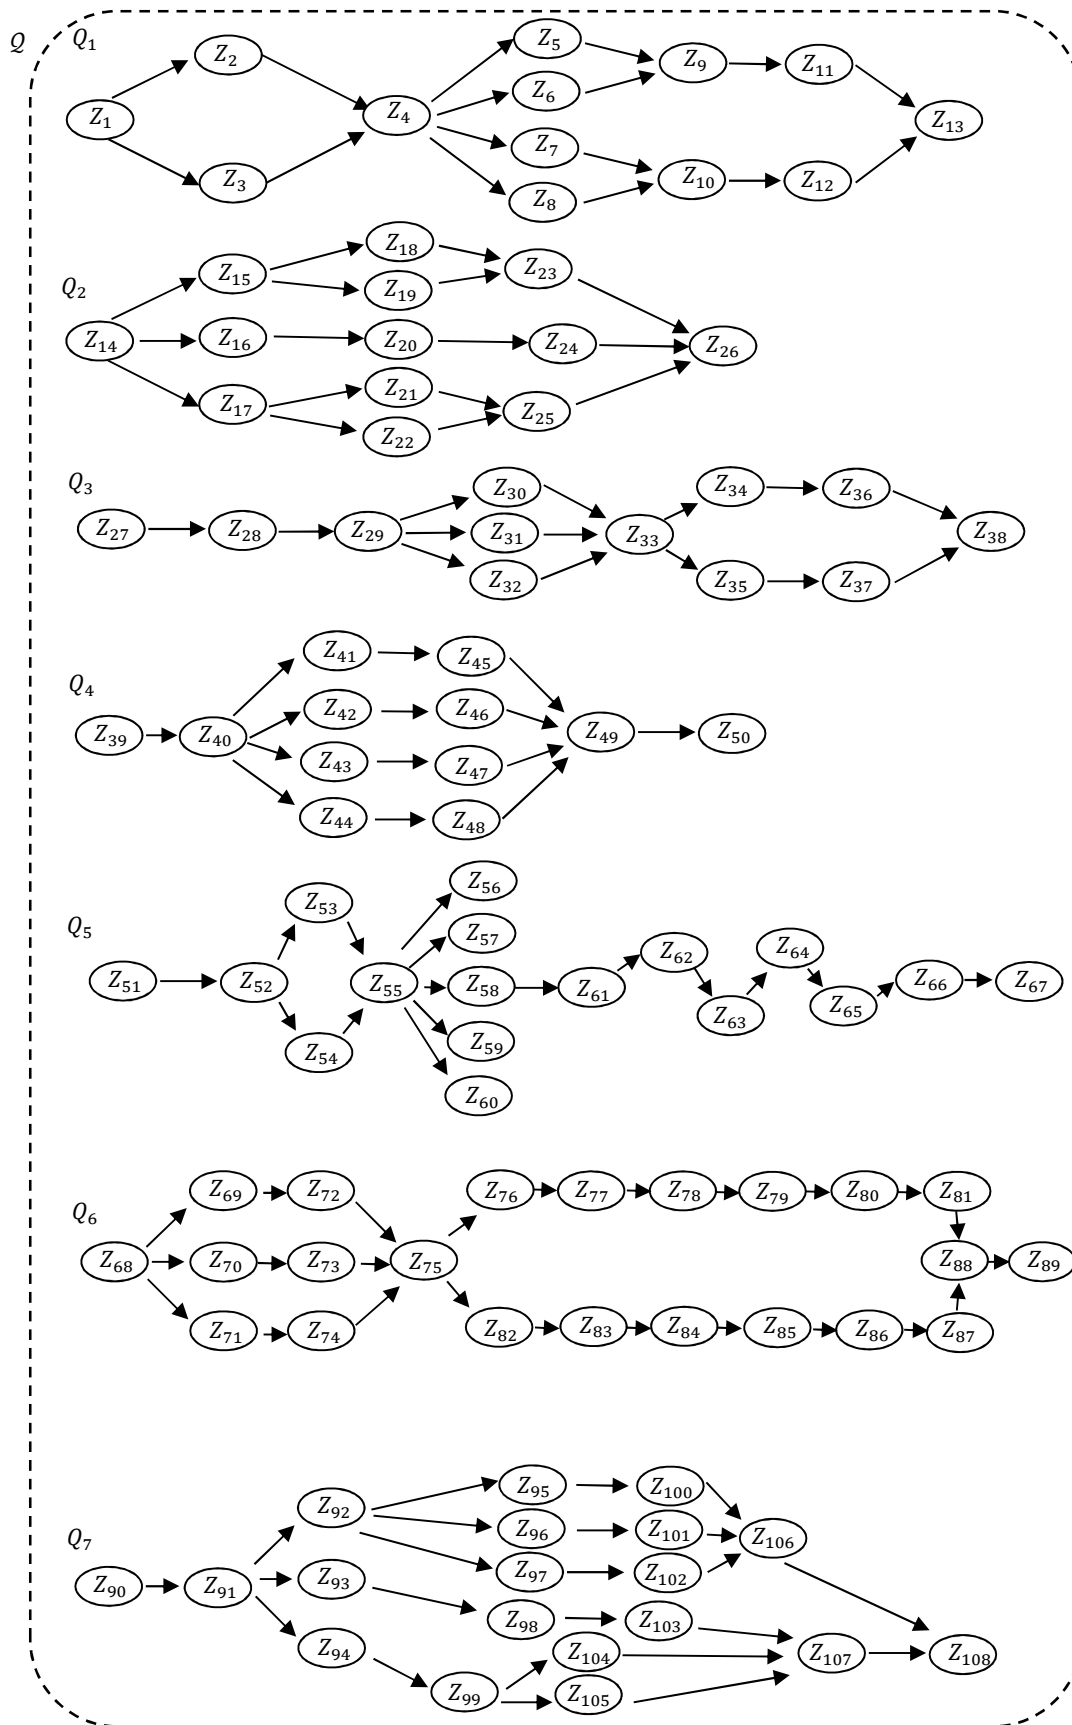 𝒬
Q₁
Z₁ Z₂ Z₃ Z₄ Z₅ Z₆ Z₇ Z₈ Z₉ Z₁₀ Z₁₁ Z₁₂ Z₁₃
Q₂
Z₁₄ Z₁₅ Z₁₆ Z₁₇ Z₁₈ Z₁₉ Z₂₀ Z₂₁ Z₂₂ Z₂₃ Z₂₄ Z₂₅ Z₂₆
Q₃
Z₂₇ Z₂₈ Z₂₉ Z₃₀ Z₃₁ Z₃₂ Z₃₃ Z₃₄ Z₃₅ Z₃₆ Z₃₇ Z₃₈
Q₄
Z₃₉ Z₄₀ Z₄₁ Z₄₂ Z₄₃ Z₄₄ Z₄₅ Z₄₆ Z₄₇ Z₄₈ Z₄₉ Z₅₀
Q₅
Z₅₁ Z₅₂ Z₅₃ Z₅₄ Z₅₅ Z₅₆ Z₅₇ Z₅₈ Z₅₉ Z₆₀ Z₆₁ Z₆₂ Z₆₃ Z₆₄ Z₆₅ Z₆₆ Z₆₇
Q₆
Z₆₈ Z₆₉ Z₇₀ Z₇₁ Z₇₂ Z₇₃ Z₇₄ Z₇₅ Z₇₆ Z₇₇ Z₇₈ Z₇₉ Z₈₀ Z₈₁ Z₈₂ Z₈₃ Z₈₄ Z₈₅ Z₈₆ Z₈₇ Z₈₈ Z₈₉
Q₇
Z₉₀ Z₉₁ Z₉₂ Z₉₃ Z₉₄ Z₉₅ Z₉₆ Z₉₇ Z₉₈ Z₉₉ Z₁₀₀ Z₁₀₁ Z₁₀₂ Z₁₀₃ Z₁₀₄ Z₁₀₅ Z₁₀₆ Z₁₀₇ Z₁₀₈